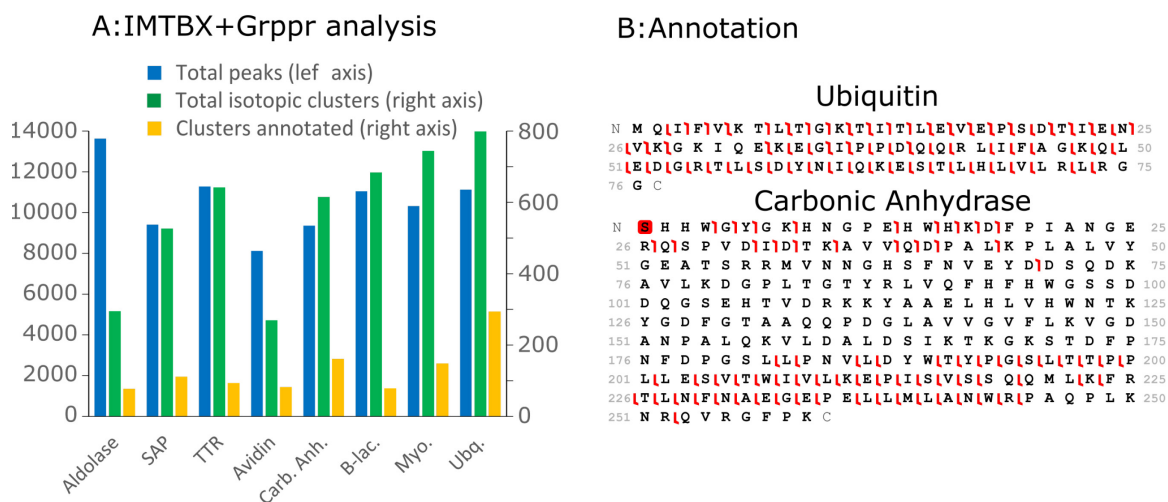 A:IMTBX+Grppr analysis
Total peaks (lef axis)
Total isotopic clusters (right axis)
Clusters annotated (right axis)
14000
12000
10000
8000
6000
4000
2000
0
800
600
400
200
0
Aldolase
SAP
TTR
Avidin
Carb. Anh.
B-lac.
Myo.
Ubq.
B:Annotation
Ubiquitin
N M Q I F V K T L T G K T I T L E V E P S D T I E N 25
26 V K G K I Q E K E G I P P D Q Q R L I F A G K Q L 50
51 E D G R T L S D Y N I Q K E S T L H L V L R L R G 75
76 G C
Carbonic Anhydrase
N S H H W G Y G K H N G P E H W H K D F P I A N G E 25
26 R Q S P V D I D T K A V V Q D P A L K P L A L V Y 50
51 G E A T S R R M V N N G H S F N V E Y D D S Q D K 75
76 A V L K D G P L T G T Y R L V Q F H F H W G S S D 100
101 D Q G S E H T V D R K K Y A A E L H L V H W N T K 125
126 Y G D F G T A A Q Q P D G L A V V G V F L K V G D 150
151 A N P A L Q K V L D A L D S I K T K G K S T D F P 175
176 N F D P G S L L P N V L D Y W T Y P G S L T T P P 200
201 L L E S V T W I V L K E P I S V S S Q Q M L K F R 225
226 T L N F N A E G E P E L L M L A N W R P A Q P L K 250
251 N R Q V R G F P K C